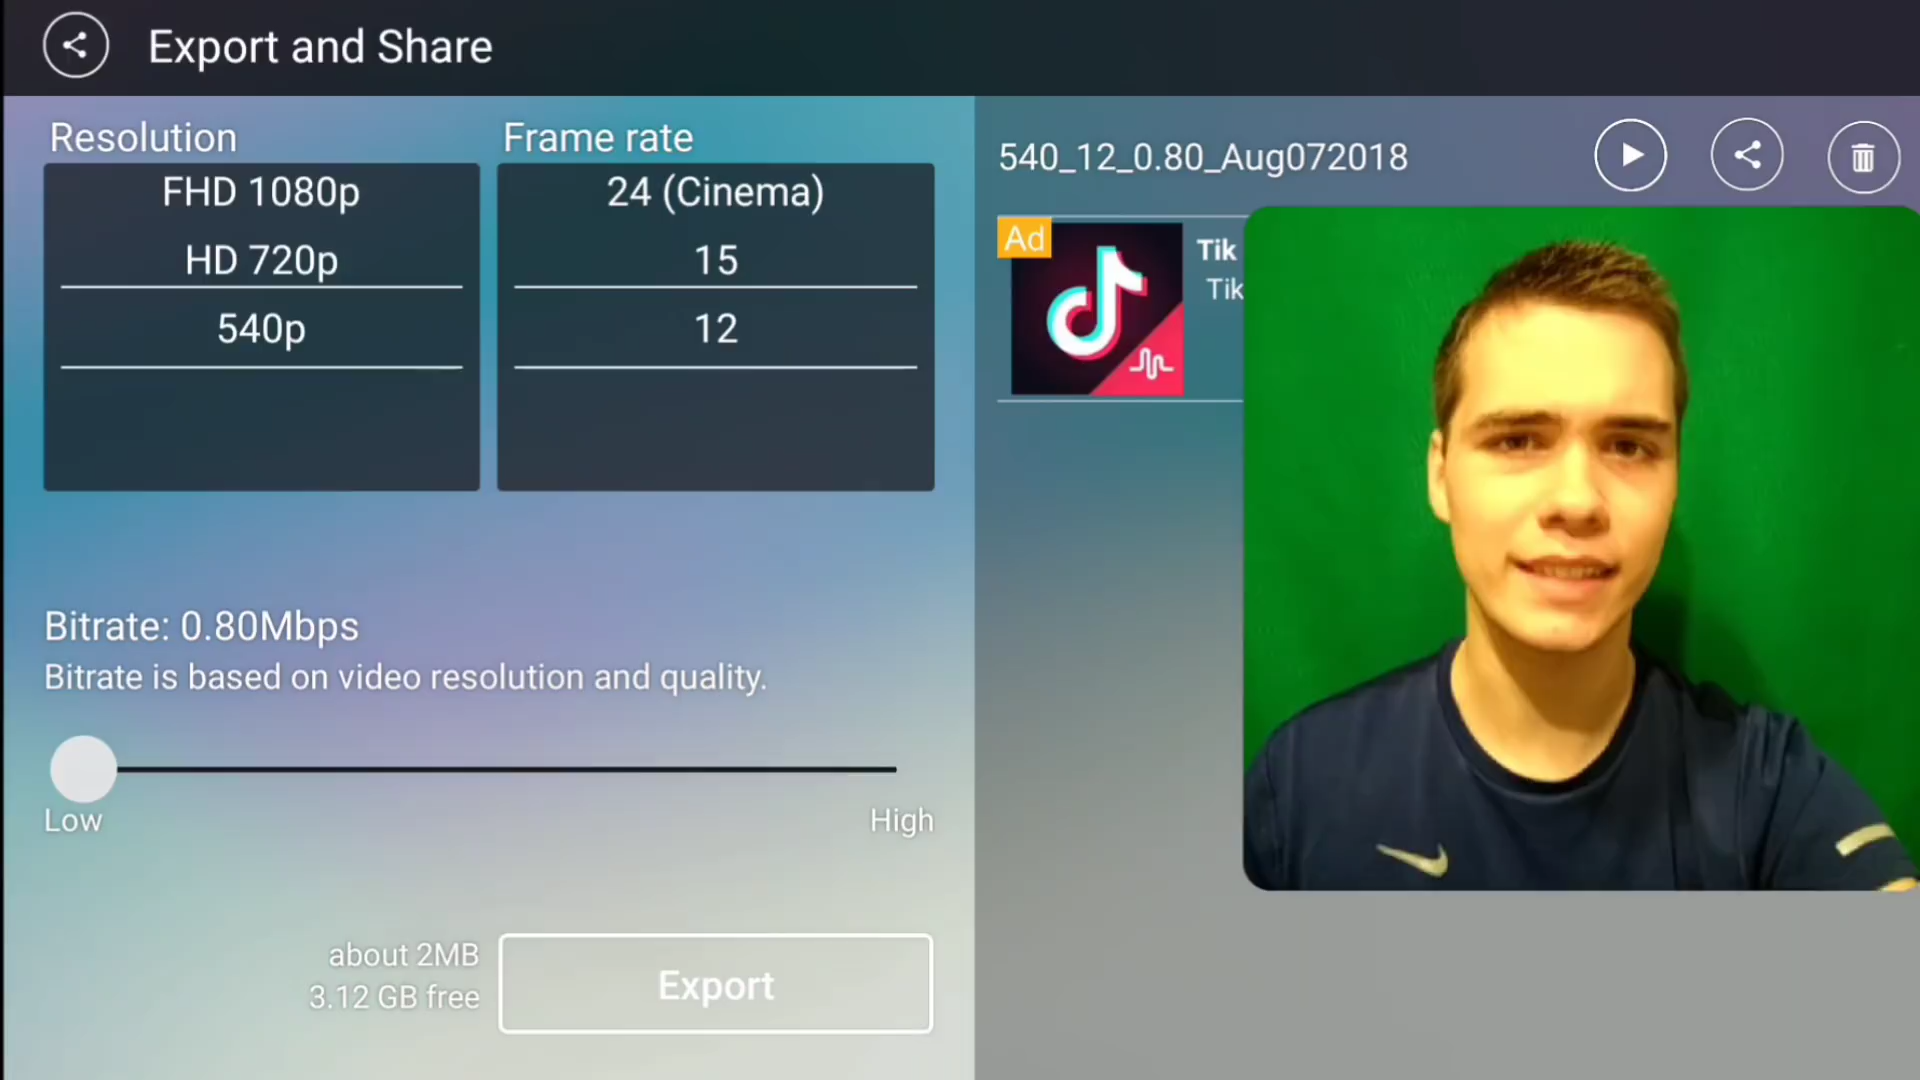 Export and Share
Resolution
FHD 1080p
HD 720p
540p
Frame rate
24 (Cinema)
15
12
Bitrate: 0.80Mbps
Bitrate is based on video resolution and quality.
Low
High
about 2MB
3.12 GB free
Export
540_12_0.80_Aug072018
Ad
Tik
Tik